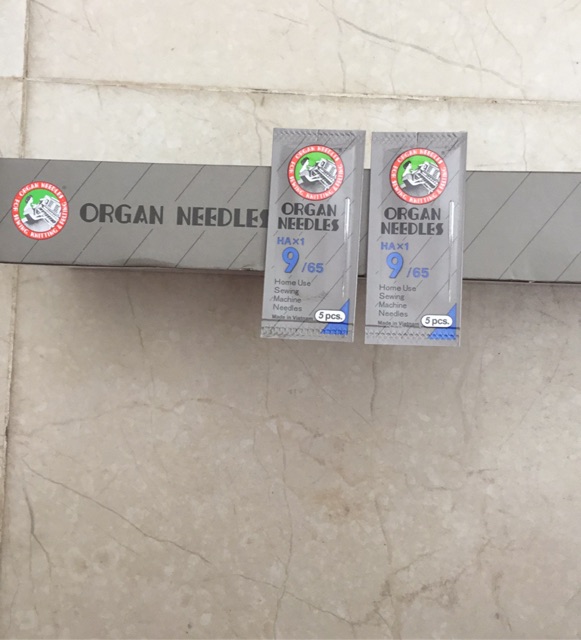 ORGAN NEEDLES
ORGAN
NEEDLES
HA×1
9/65
Home Use
Sewing
Machine
Needles
Made in Vietnam
5 pcs.
ORGAN
NEEDLES
HA×1
9/65
Home Use
Sewing
Machine
Needles
Made in Vietnam
5 pcs.